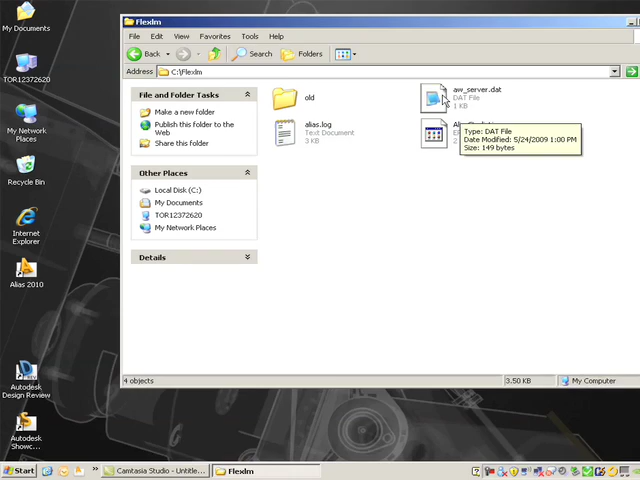 Flexlm
File Edit View Favorites Tools Help
Back Search Folders
Address C:\Flexlm
File and Folder Tasks
Make a new folder
Publish this folder to the
Web
Share this folder
Other Places
Local Disk (C:)
My Documents
TOR12372620
My Network Places
Details
old
alias.log
Text Document
3 KB
aw_server.dat
DAT File
1 KB
Type: DAT File
Date Modified: 5/24/2009 1:00 PM
Size: 149 bytes
4 objects
3.50 KB
My Computer
My Documents
TOR12372620
My Network
Places
Recycle Bin
Internet
Explorer
Alias 2010
Autodesk
Design Review
Autodesk
Showc...
Start
Camtasia Studio - Untitle...
Flexlm